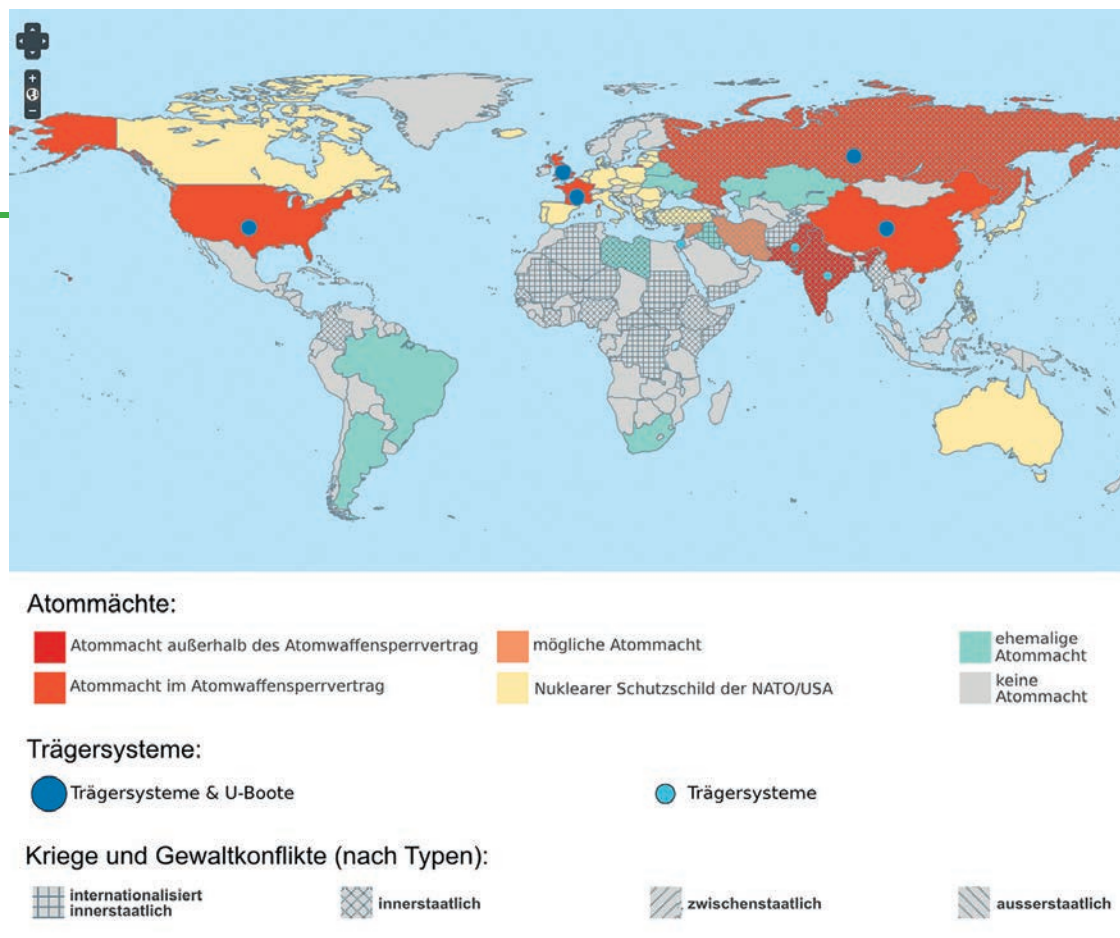 +
−
Atommächte:
Atommacht außerhalb des Atomwaffensperrvertrag
mögliche Atommacht
ehemalige
Atommacht
Atommacht im Atomwaffensperrvertrag
Nuklearer Schutzschild der NATO/USA
keine
Atommacht
Trägersysteme:
Trägersysteme & U-Boote
Trägersysteme
Kriege und Gewaltkonflikte (nach Typen):
internationalisiert
innerstaatlich
innerstaatlich
zwischenstaatlich
ausserstaatlich